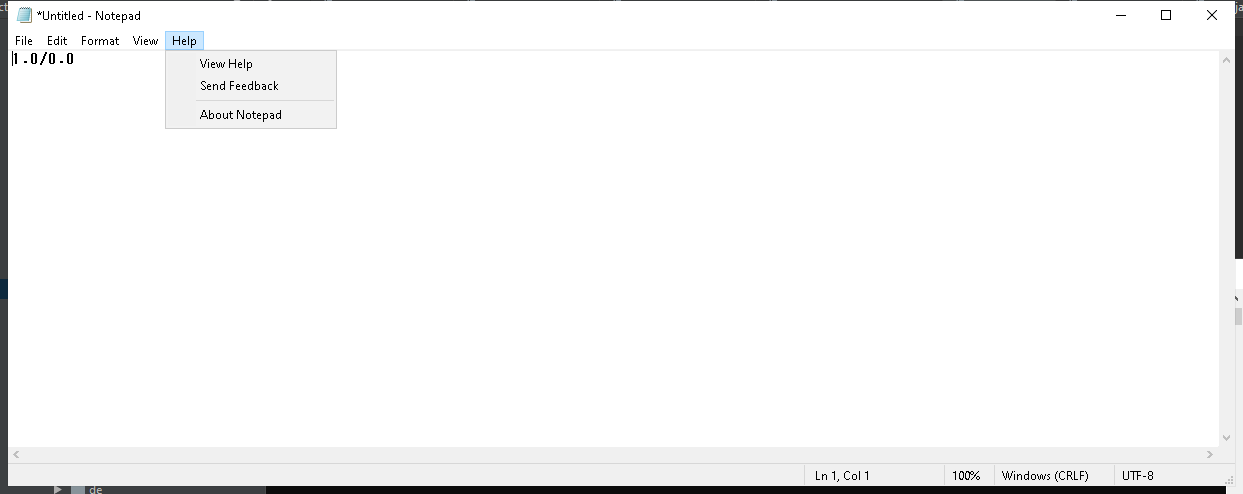 *Untitled - Notepad
File Edit Format View Help
1.0/0.0
View Help
Send Feedback
About Notepad
Ln 1, Col 1 100% Windows (CRLF) UTF-8
de